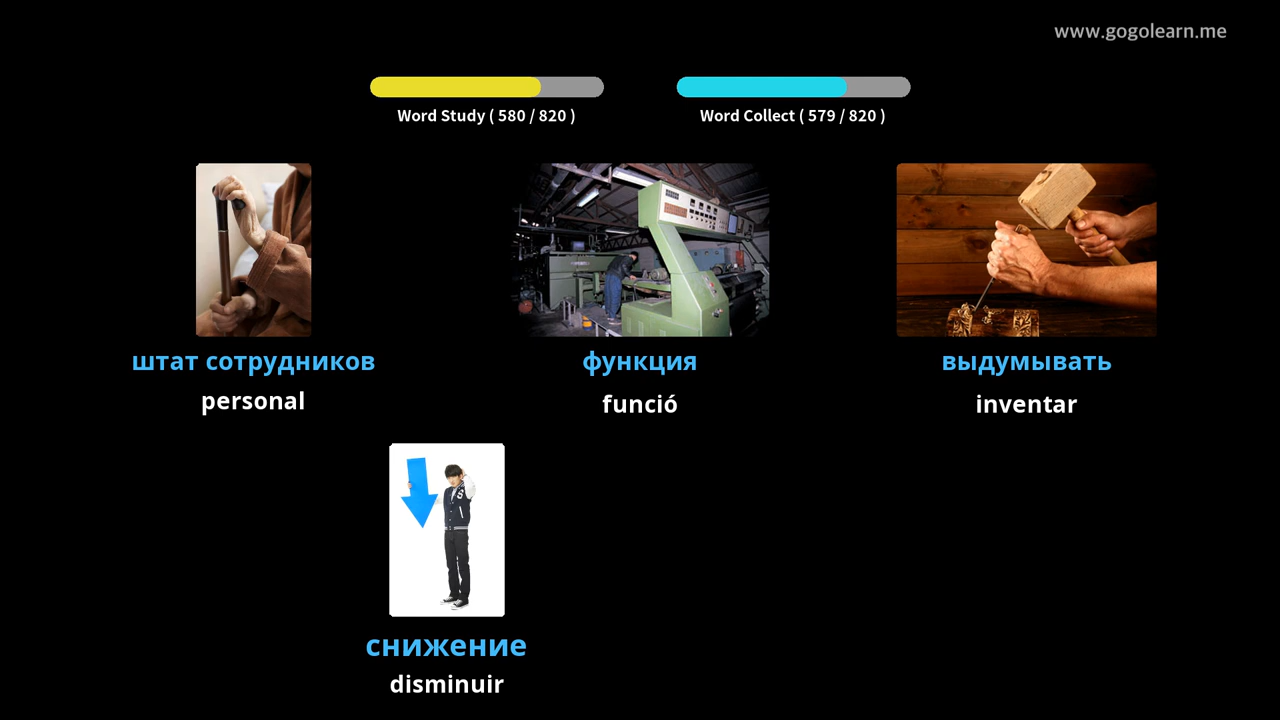 www.gogolearn.me
Word Study ( 580 / 820 )
Word Collect ( 579 / 820 )
штат сотрудников
personal
функция
funció
выдумывать
inventar
снижение
disminuir